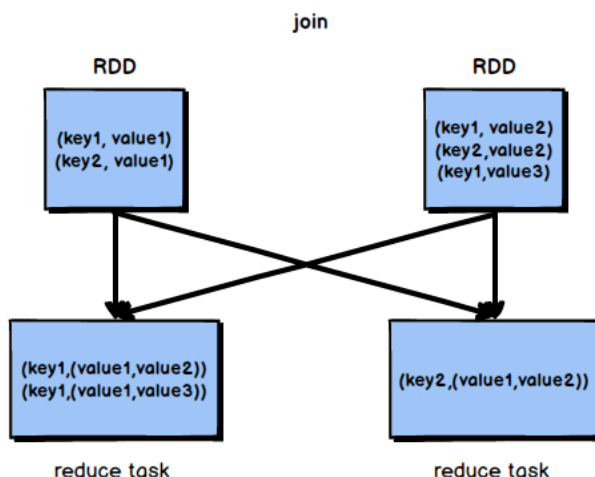 join
RDD
RDD
(key1, value1)
(key2, value1)
(key1, value2)
(key2,value2)
(key1,value3)
(key1,(value1,value2))
(key1,(value1,value3))
(key2,(value1,value2))
reduce task
reduce task